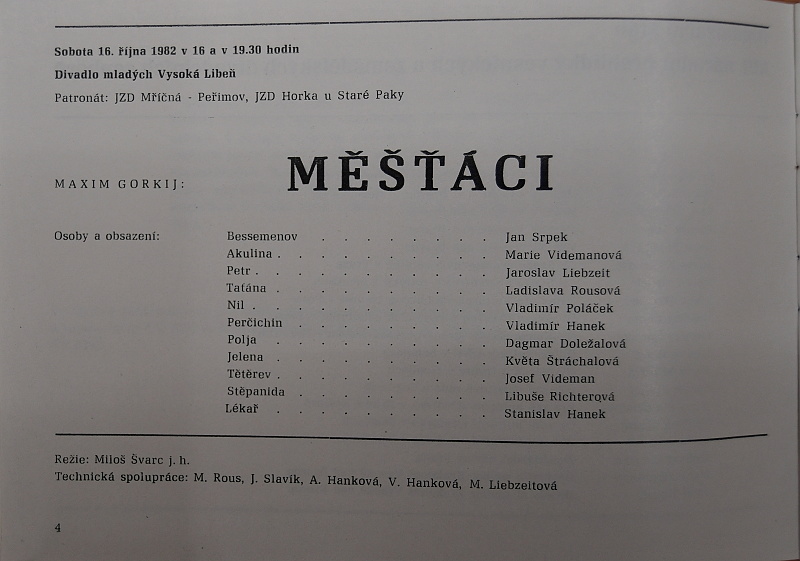 Sobota 16. října 1982 v 16 a v 19.30 hodin
Divadlo mladých Vysoká Libeň
Patronát: JZD Mříčná - Peřimov, JZD Horka u Staré Paky
MAXIM GORKIJ: MĚŠŤÁCI
Osoby a obsazení: Bessemenov . . . . . . . . Jan Srpek
Akulina . . . . . . . . . . Marie Videmanová
Petr . . . . . . . . . . . Jaroslav Liebzeit
Taťána . . . . . . . . . . Ladislava Rousová
Nil . . . . . . . . . . . Vladimír Poláček
Perčichin . . . . . . . . . Vladimír Hanek
Polja . . . . . . . . . . Dagmar Doležalová
Jelena . . . . . . . . . . Květa Štráchalová
Tětěrev . . . . . . . . . . Josef Videman
Stěpanida . . . . . . . . . Libuše Richterová
Lékař . . . . . . . . . . Stanislav Hanek
Režie: Miloš Švarc j. h.
Technická spolupráce: M. Rous, J. Slavík, A. Hanková, V. Hanková, M. Liebzeitová
4